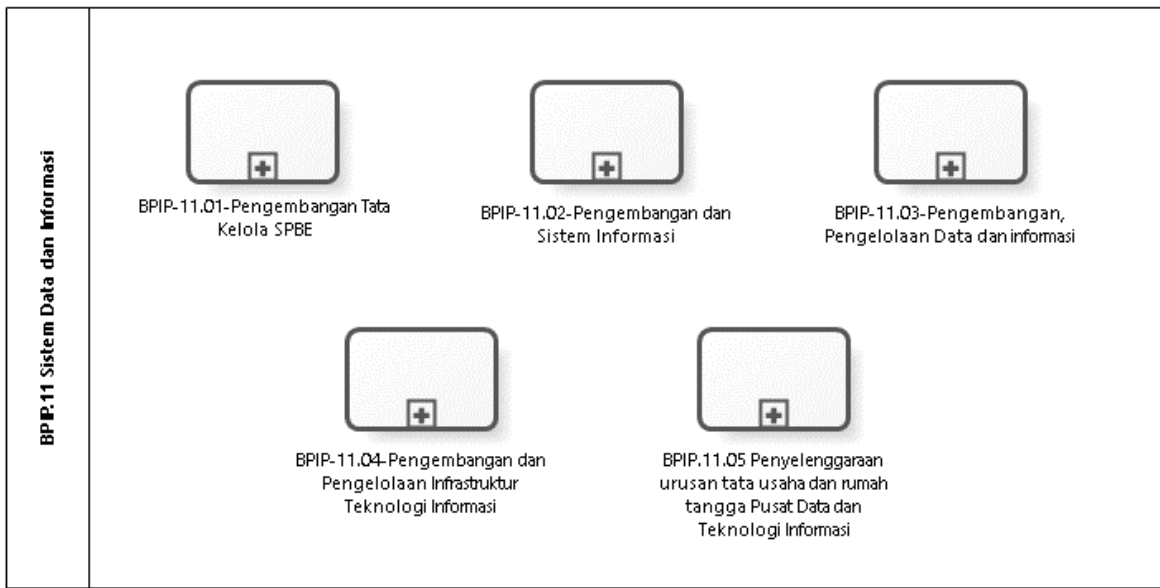 BPIP.11 Sistem Data dan Informasi
BPIP-11.01-Pengembangan Tata
Kelola SPBE
BPIP-11.02-Pengembangan dan
Sistem Informasi
BPIP-11.03-Pengembangan,
Pengelolaan Data dan informasi
BPIP-11.04-Pengembangan dan
Pengelolaan Infrastruktur
Teknologi Informasi
BPIP.11.05 Penyelenggaraan
urusan tata usaha dan rumah
tangga Pusat Data dan
Teknologi Informasi